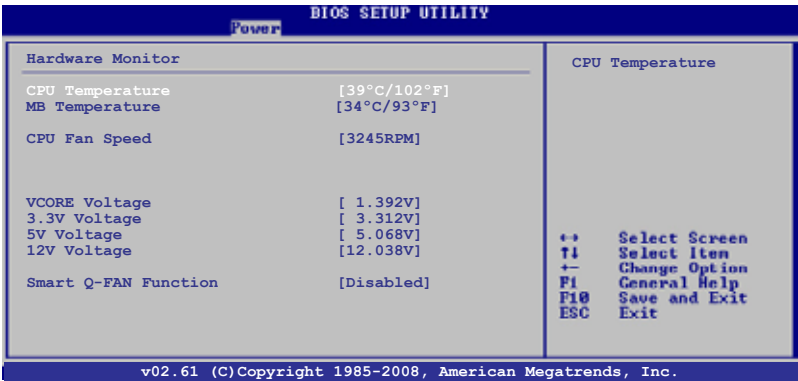 BIOS SETUP UTILITY
Power
Hardware Monitor
CPU Temperature [39°C/102°F]
MB Temperature [34°C/93°F]
CPU Fan Speed [3245RPM]
VCORE Voltage [ 1.392V]
3.3V Voltage [ 3.312V]
5V Voltage [ 5.068V]
12V Voltage [12.038V]
Smart Q-FAN Function [Disabled]
CPU Temperature
←→ Select Screen
↑↓ Select Item
+- Change Option
F1 General Help
F10 Save and Exit
ESC Exit
v02.61 (C)Copyright 1985-2008, American Megatrends, Inc.